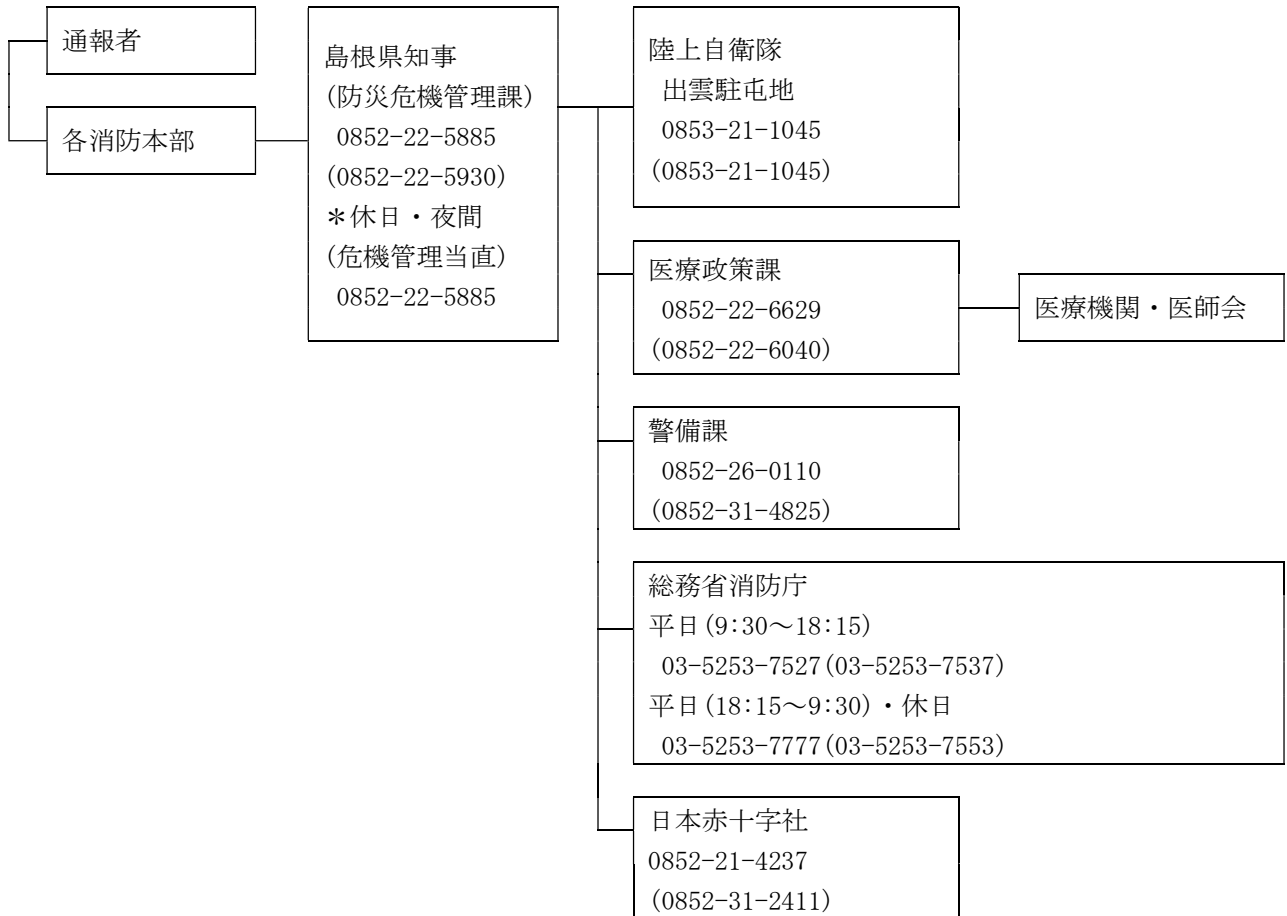 通報者
各消防本部
島根県知事
(防災危機管理課)
0852-22-5885
(0852-22-5930)
＊休日・夜間
(危機管理当直)
0852-22-5885
陸上自衛隊
出雲駐屯地
0853-21-1045
(0853-21-1045)
医療政策課
0852-22-6629
(0852-22-6040)
医療機関・医師会
警備課
0852-26-0110
(0852-31-4825)
総務省消防庁
平日(9:30～18:15)
03-5253-7527(03-5253-7537)
平日(18:15～9:30)・休日
03-5253-7777(03-5253-7553)
日本赤十字社
0852-21-4237
(0852-31-2411)